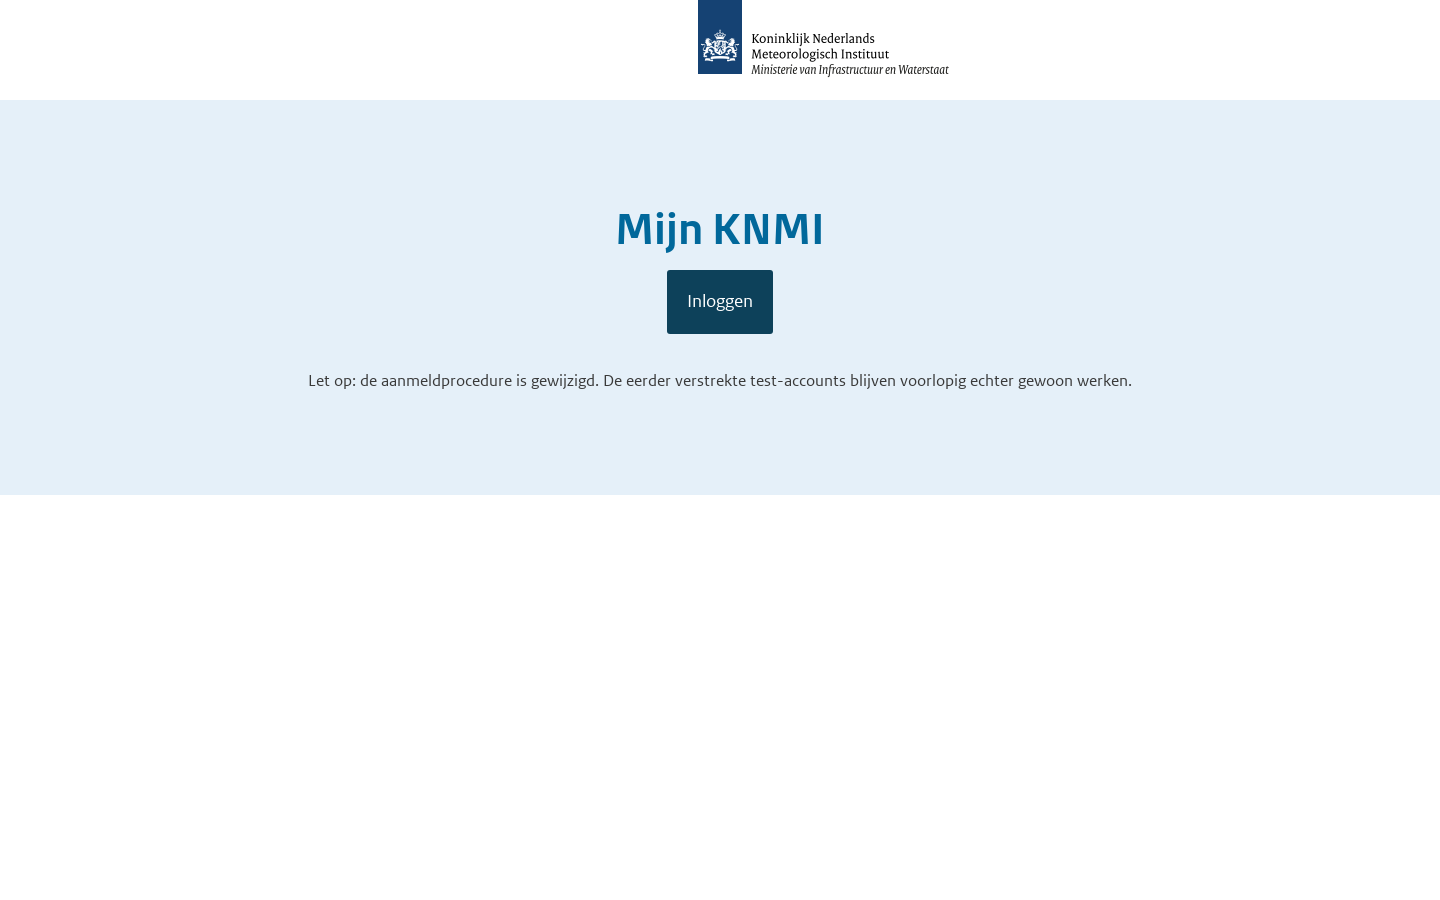 Koninklijk Nederlands
Meteorologisch Instituut
Ministerie van Infrastructuur en Waterstaat
Mijn KNMI
Inloggen
Let op: de aanmeldprocedure is gewijzigd. De eerder verstrekte test-accounts blijven voorlopig echter gewoon werken.